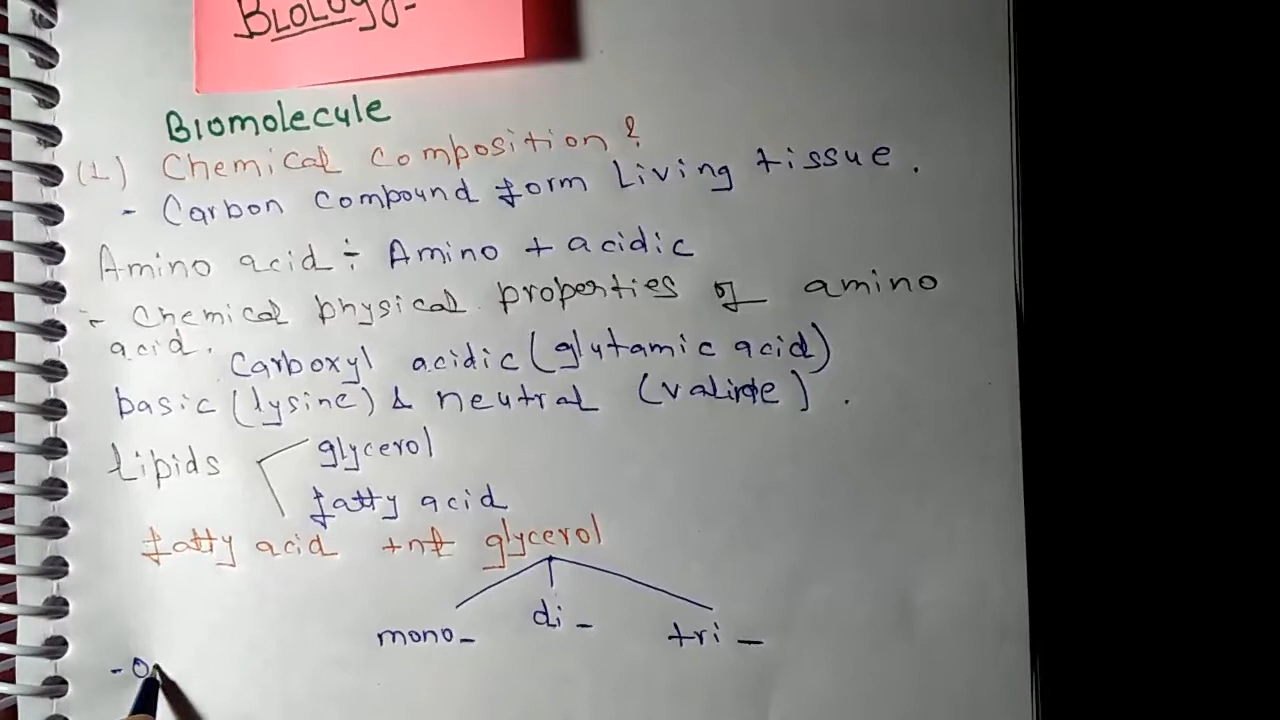 Biology
Biomolecule
(1) Chemical Composition ?
- Carbon compound form Living tissue.
Amino acid ÷ Amino + acidic
- Chemical physical properties of amino
acid.
Carboxyl acidic (glutamic acid)
basic (lysine) & neutral (valine).
Lipids
glycerol
fatty acid
fatty acid + glycerol
mono-
di -
tri -
- O